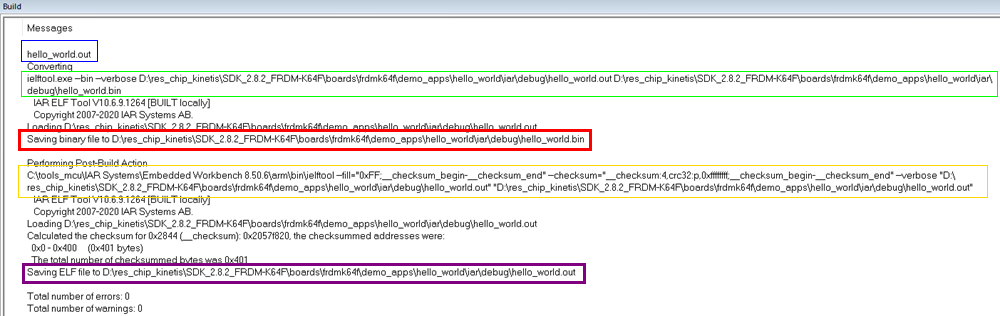 Build
Messages
hello_world.out
Converting
ielftool.exe --bin --verbose D:\res_chip_kinetis\SDK_2.8.2_FRDM-K64F\boards\frdmk64f\demo_apps\hello_world\iar\debug\hello_world.out D:\res_chip_kinetis\SDK_2.8.2_FRDM-K64F\boards\frdmk64f\demo_apps\hello_world\iar\
debug\hello_world.bin
IAR ELF Tool V10.6.9.1264 [BUILT locally]
Copyright 2007-2020 IAR Systems AB.
Loading D:\res_chip_kinetis\SDK_2.8.2_FRDM-K64F\boards\frdmk64f\demo_apps\hello_world\iar\debug\hello_world.out
Saving binary file to D:\res_chip_kinetis\SDK_2.8.2_FRDM-K64F\boards\frdmk64f\demo_apps\hello_world\iar\debug\hello_world.bin
Performing Post-Build Action
C:\tools_mcu\IAR Systems\Embedded Workbench 8.50.6\arm\bin\ielftool --fill="0xFF;__checksum_begin-__checksum_end" --checksum="__checksum:4,crc32:p,0xffffffff;__checksum_begin-__checksum_end" --verbose "D:\
res_chip_kinetis\SDK_2.8.2_FRDM-K64F\boards\frdmk64f\demo_apps\hello_world\iar\debug\hello_world.out" "D:\res_chip_kinetis\SDK_2.8.2_FRDM-K64F\boards\frdmk64f\demo_apps\hello_world\iar\debug\hello_world.out"
IAR ELF Tool V10.6.9.1264 [BUILT locally]
Copyright 2007-2020 IAR Systems AB.
Loading D:\res_chip_kinetis\SDK_2.8.2_FRDM-K64F\boards\frdmk64f\demo_apps\hello_world\iar\debug\hello_world.out
Calculated the checksum for 0x2844 (__checksum): 0x2057f820, the checksummed addresses were:
0x0 - 0x400 (0x401 bytes)
The total number of checksummed bytes was 0x401
Saving ELF file to D:\res_chip_kinetis\SDK_2.8.2_FRDM-K64F\boards\frdmk64f\demo_apps\hello_world\iar\debug\hello_world.out
Total number of errors: 0
Total number of warnings: 0